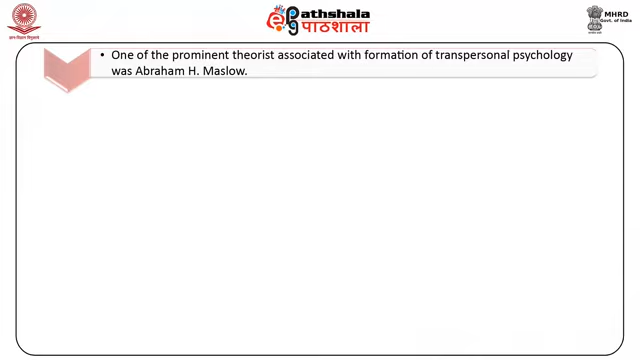 Pathshala
पाठशाला
MHRD
Govt. of India
• One of the prominent theorist associated with formation of transpersonal psychology
was Abraham H. Maslow.